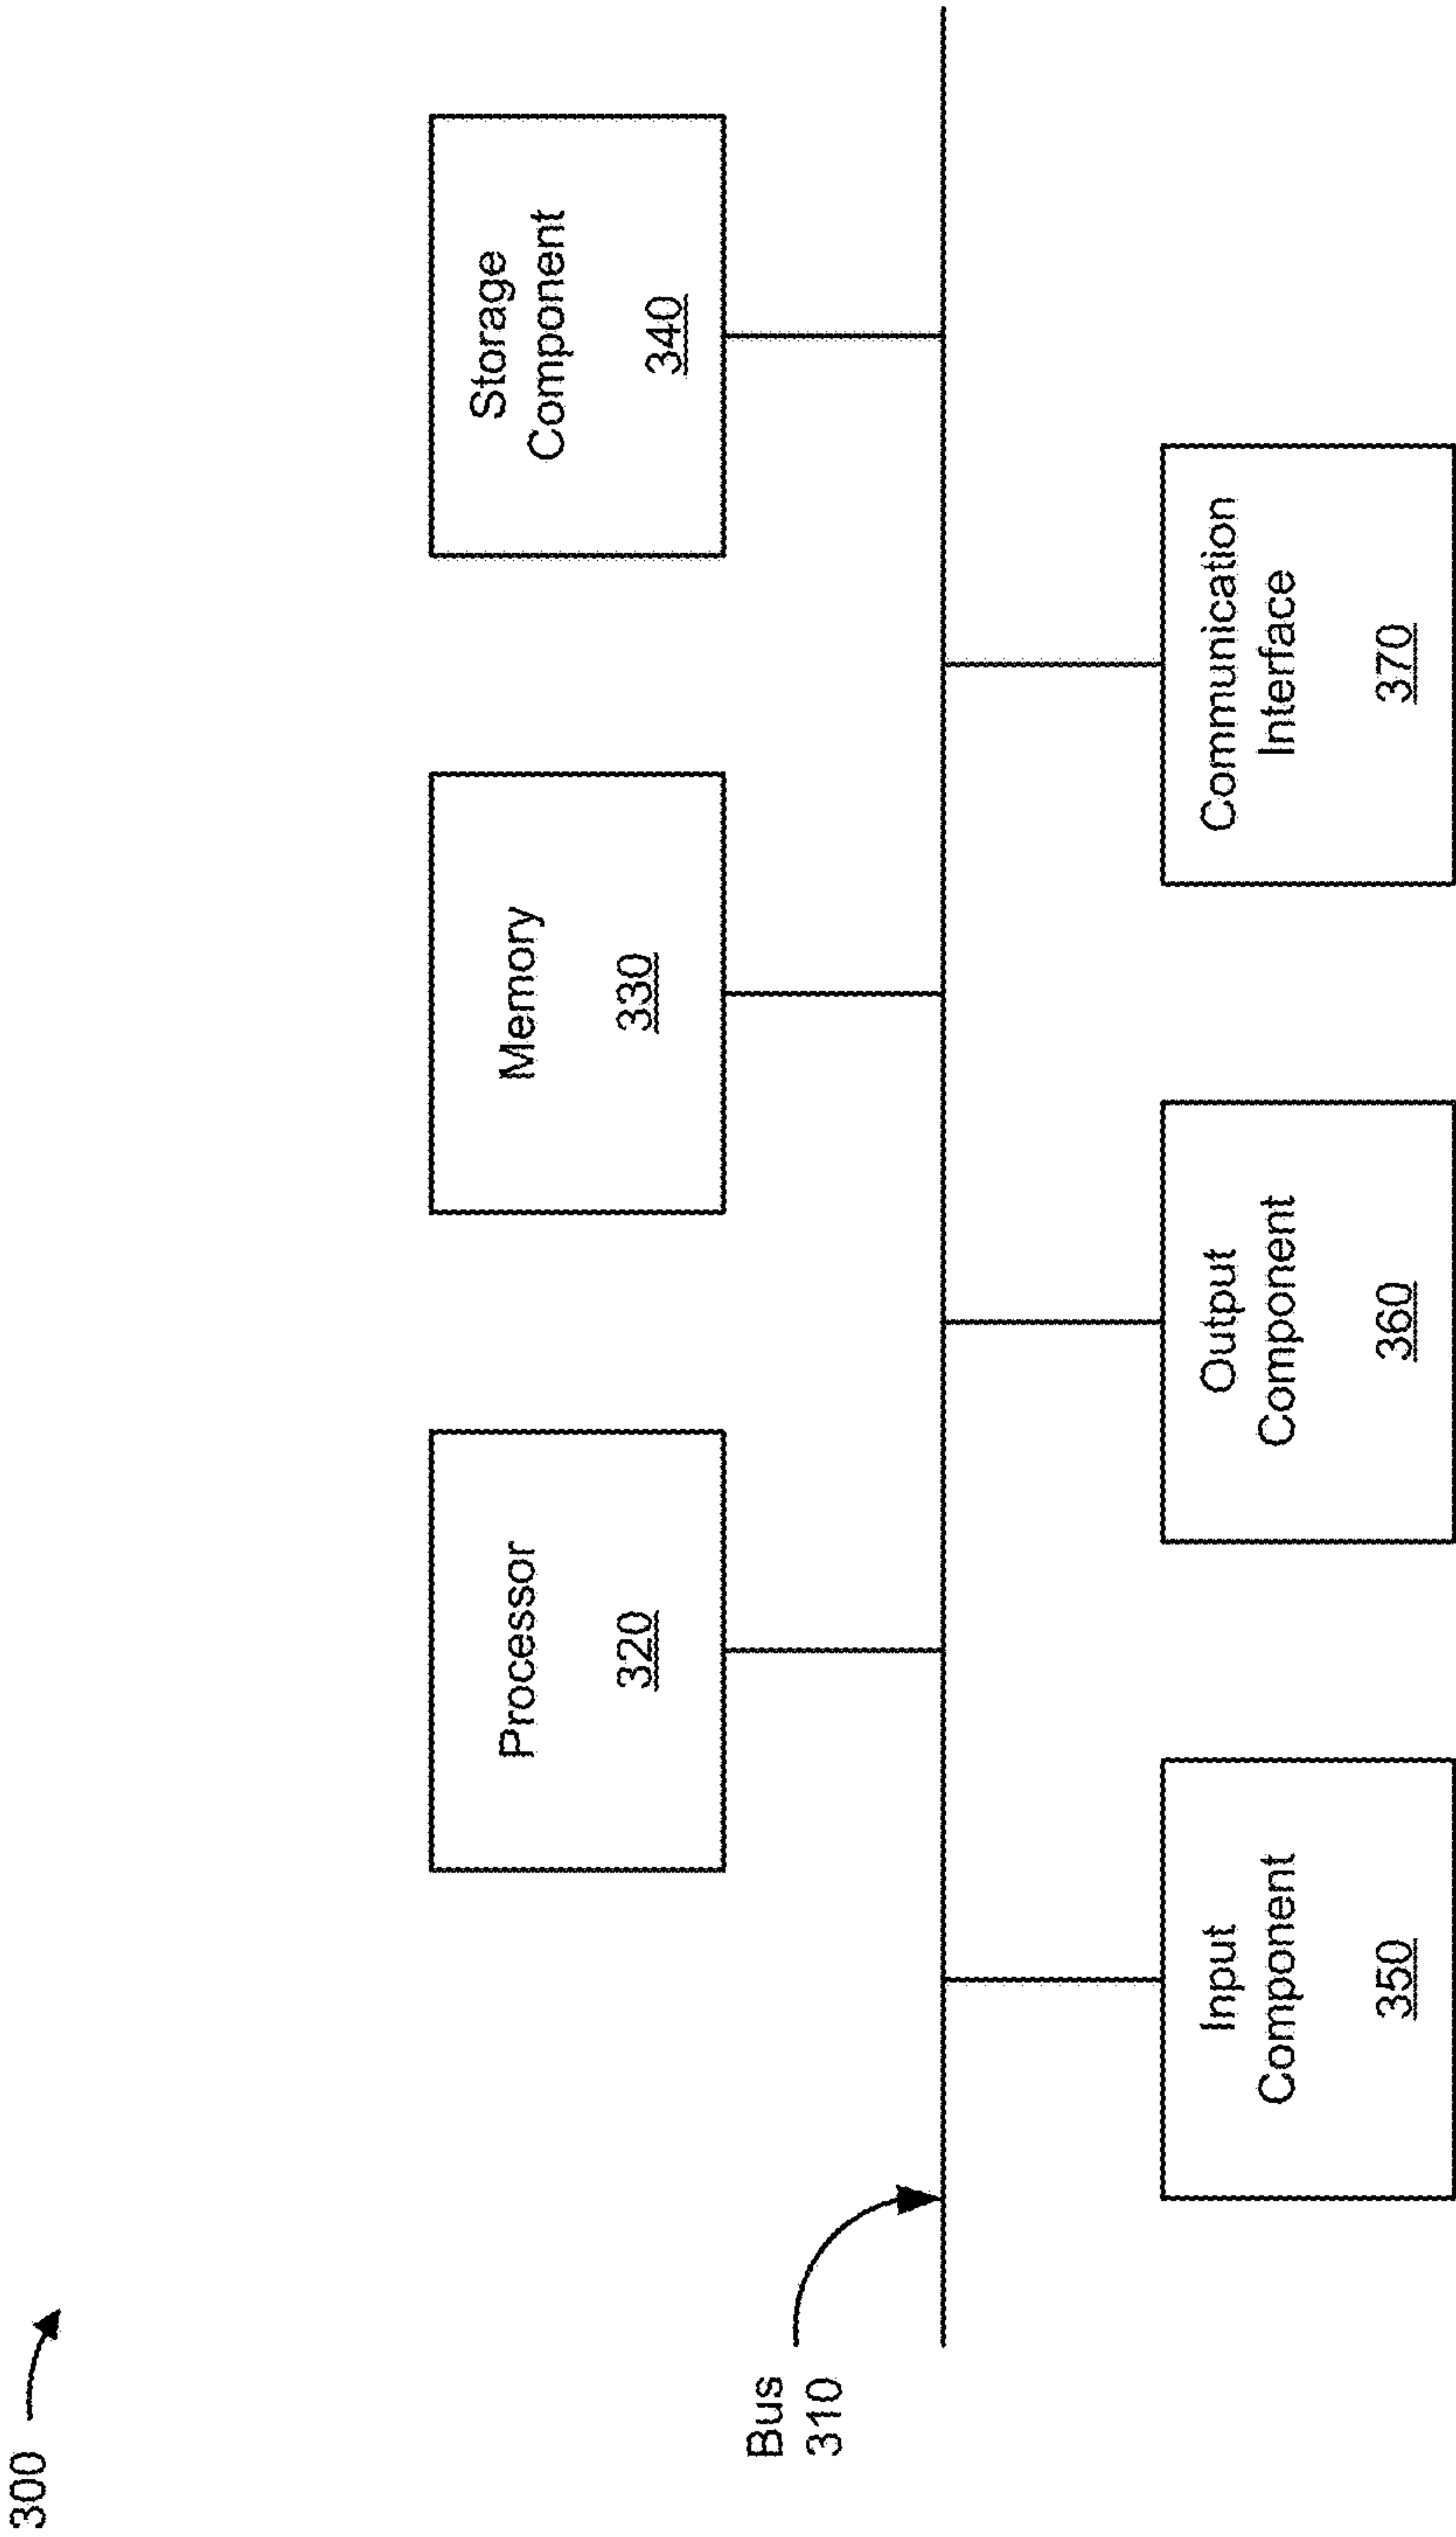 300
Bus
310
Processor
320
Memory
330
Storage
Component
340
Input
Component
350
Output
Component
360
Communication
Interface
370